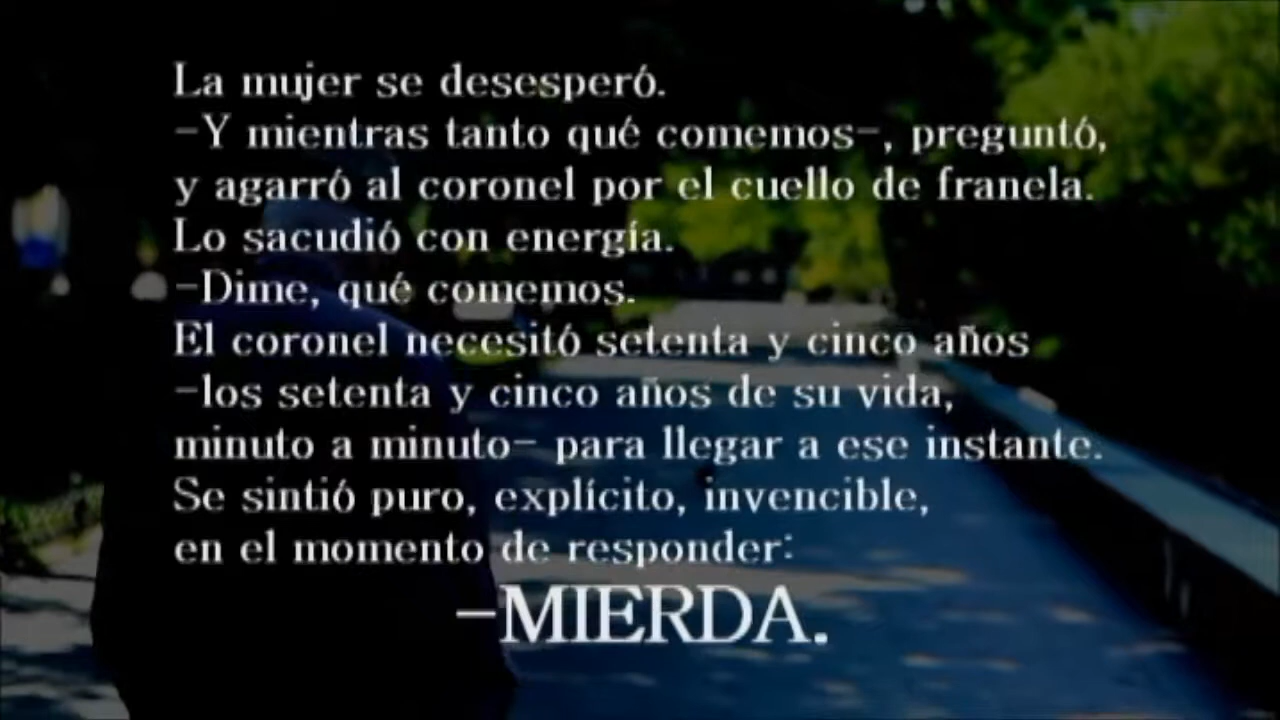 La mujer se desesperó.
–Y mientras tanto qué comemos–, preguntó,
y agarró al coronel por el cuello de franela.
Lo sacudió con energía.
–Dime, qué comemos.
El coronel necesitó setenta y cinco años
–los setenta y cinco años de su vida,
minuto a minuto– para llegar a ese instante.
Se sintió puro, explícito, invencible,
en el momento de responder:
–MIERDA.